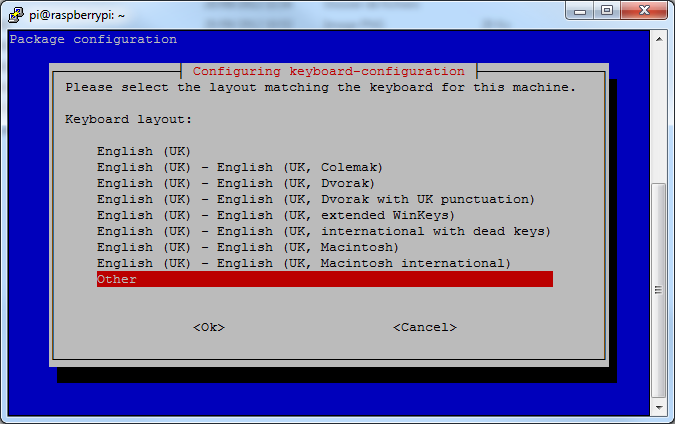 pi@raspberrypi: ~
Package configuration
Configuring keyboard-configuration
Please select the layout matching the keyboard for this machine.
Keyboard layout:
English (UK)
English (UK) - English (UK, Colemak)
English (UK) - English (UK, Dvorak)
English (UK) - English (UK, Dvorak with UK punctuation)
English (UK) - English (UK, extended WinKeys)
English (UK) - English (UK, international with dead keys)
English (UK) - English (UK, Macintosh)
English (UK) - English (UK, Macintosh international)
Other
<Ok> <Cancel>